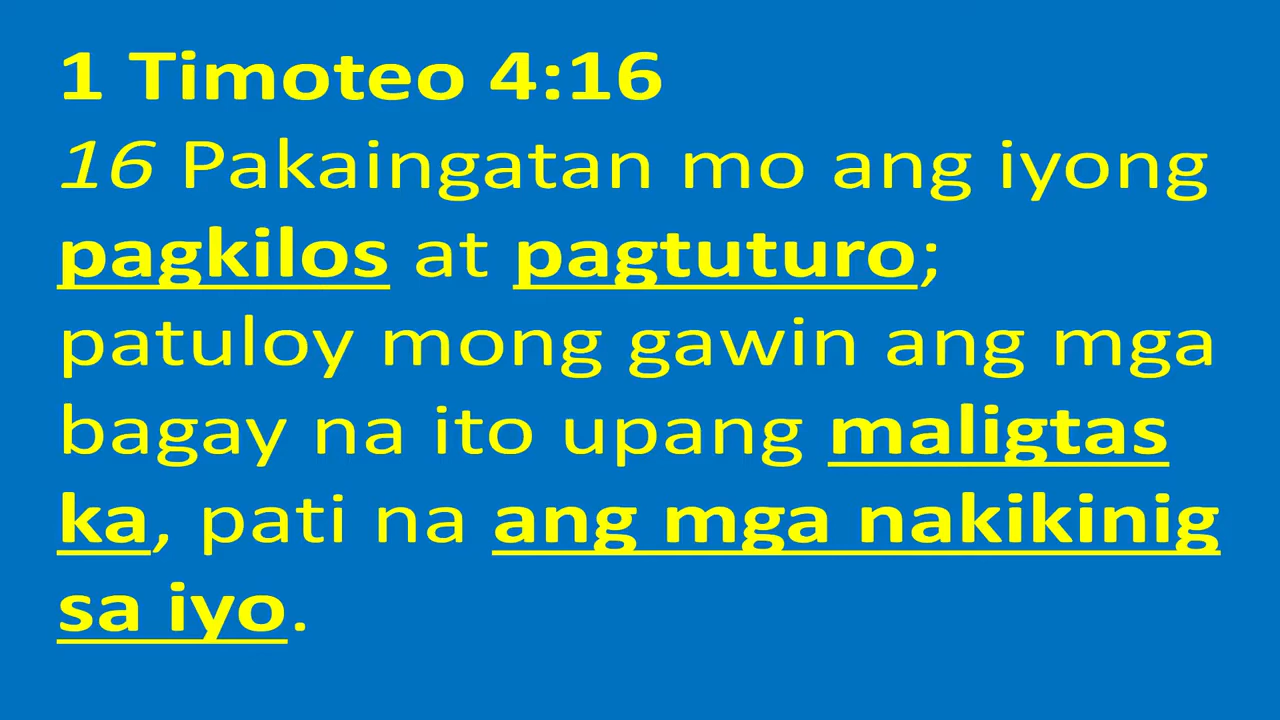 1 Timoteo 4:16
16 Pakaingatan mo ang iyong
pagkilos at pagtuturo;
patuloy mong gawin ang mga
bagay na ito upang maligtas
ka, pati na ang mga nakikinig
sa iyo.